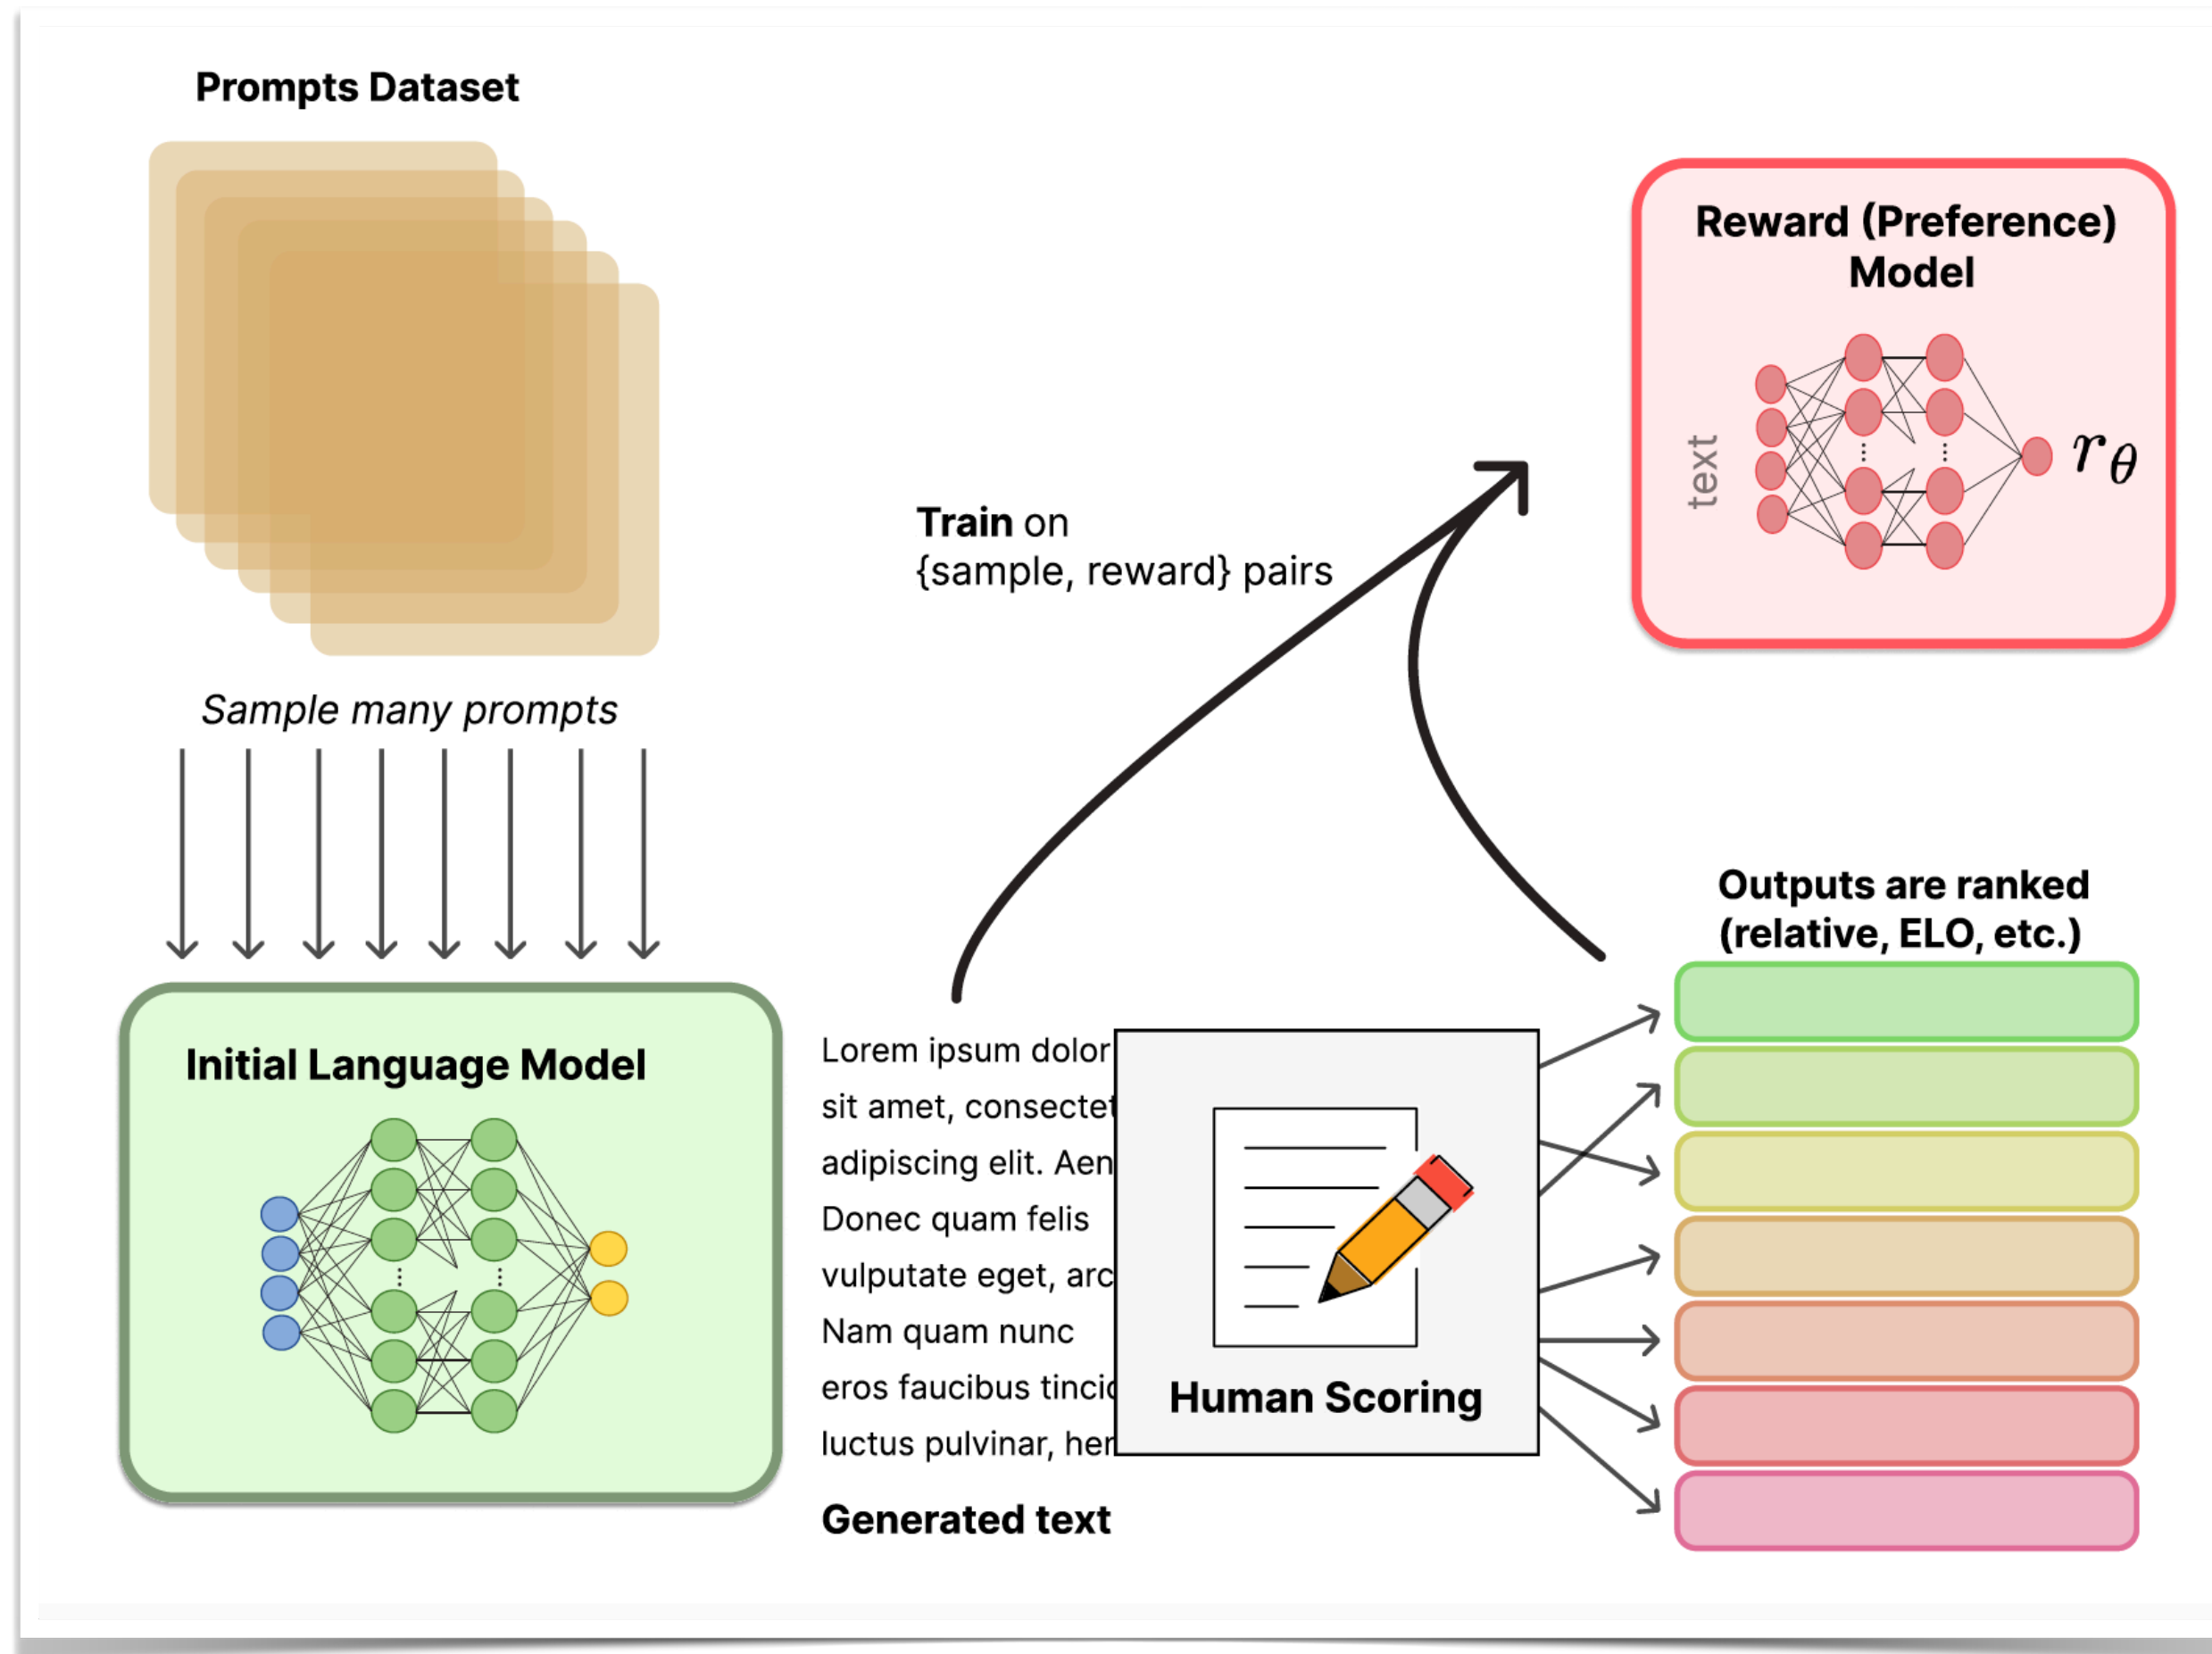 Prompts Dataset
Sample many prompts
Initial Language Model
Train on
{sample, reward} pairs
Lorem ipsum dolor
sit amet, consectet
adipiscing elit. Aen
Donec quam felis
vulputate eget, arc
Nam quam nunc
eros faucibus tincid
luctus pulvinar, her
Generated text
Human Scoring
Reward (Preference)
Model
text
rθ
Outputs are ranked
(relative, ELO, etc.)